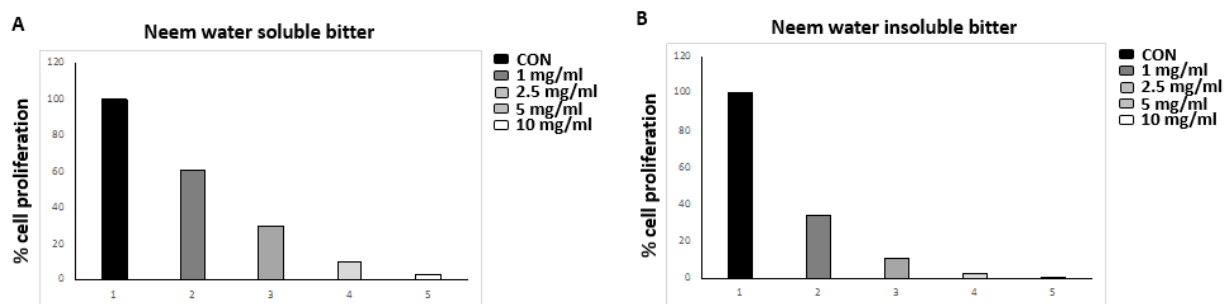 A
Neem water soluble bitter
% cell proliferation
120
100
80
60
40
20
0
1 2 3 4 5
CON
1 mg/ml
2.5 mg/ml
5 mg/ml
10 mg/ml
B
Neem water insoluble bitter
% cell proliferation
120
100
80
60
40
20
0
1 2 3 4 5
CON
1 mg/ml
2.5 mg/ml
5 mg/ml
10 mg/ml